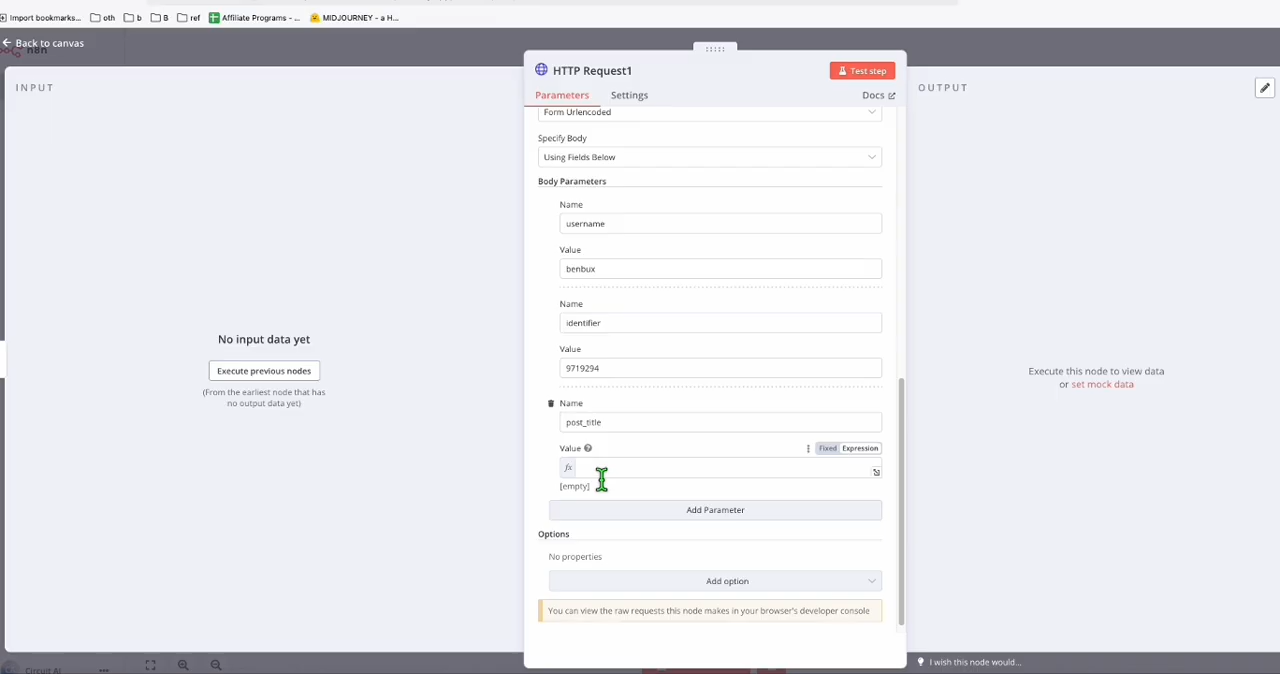 Import bookmarks...
oth
b
B
ref
Affiliate Programs - ...
MIDJOURNEY - a H...
Back to canvas
n8n
INPUT
HTTP Request1
Test step
OUTPUT
Parameters
Settings
Docs
Form Urlencoded
Specify Body
Using Fields Below
Body Parameters
Name
username
Value
benbux
Name
identifier
Value
9719294
Name
post_title
Value
Fixed
Expression
fx
[empty]
Add Parameter
Options
No properties
Add option
You can view the raw requests this node makes in your browser's developer console
No input data yet
Execute previous nodes
(From the earliest node that has
no output data yet)
Execute this node to view data
or set mock data
Circuit AI
I wish this node would...